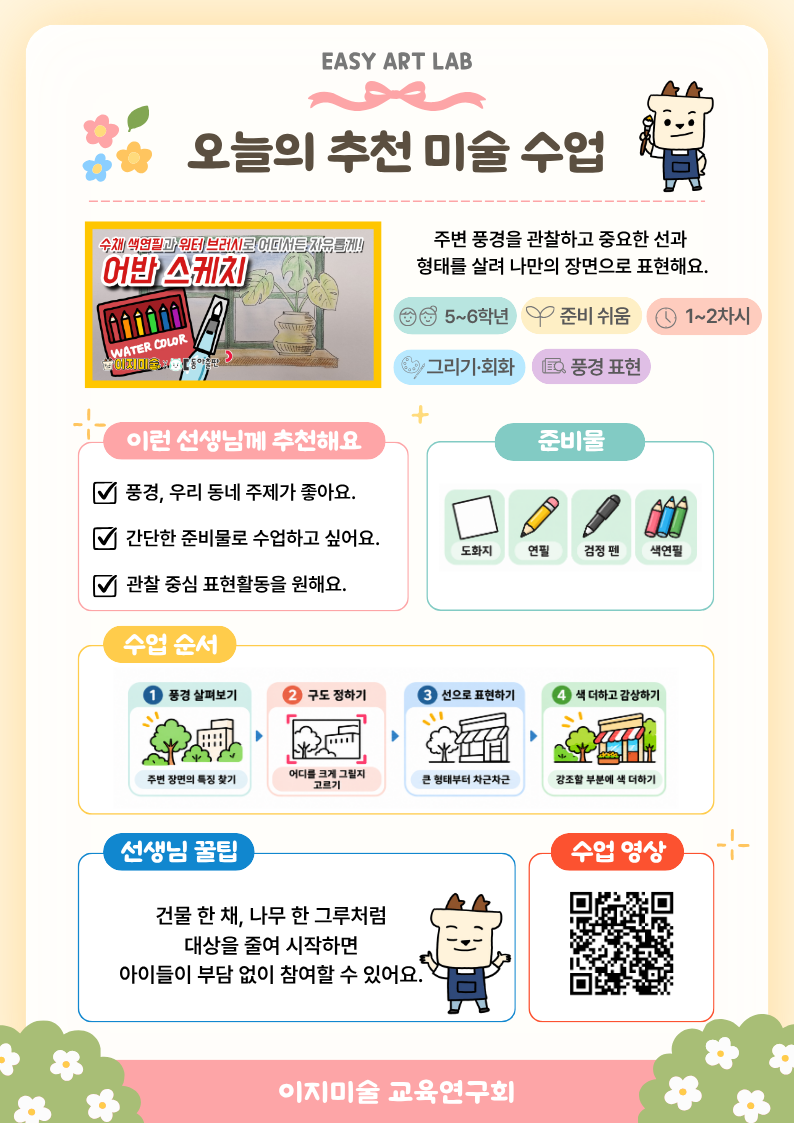 EASY ART LAB
오늘의 추천 미술 수업
수채 색연필과 워터 브러시로 어디서든 자유롭게!
어반 스케치
WATER COLOR
이지미술 × 동아출판
주변 풍경을 관찰하고 중요한 선과
형태를 살려 나만의 장면으로 표현해요.
5~6학년
준비 쉬움
1~2차시
그리기·회화
풍경 표현
이런 선생님께 추천해요
풍경, 우리 동네 주제가 좋아요.
간단한 준비물로 수업하고 싶어요.
관찰 중심 표현활동을 원해요.
준비물
도화지
연필
검정 펜
색연필
수업 순서
1 풍경 살펴보기
주변 장면의 특징 찾기
2 구도 정하기
어디를 크게 그릴지
고르기
3 선으로 표현하기
큰 형태부터 차근차근
4 색 더하고 감상하기
강조할 부분에 색 더하기
선생님 꿀팁
건물 한 채, 나무 한 그루처럼
대상을 줄여 시작하면
아이들이 부담 없이 참여할 수 있어요.
수업 영상
이지미술 교육연구회